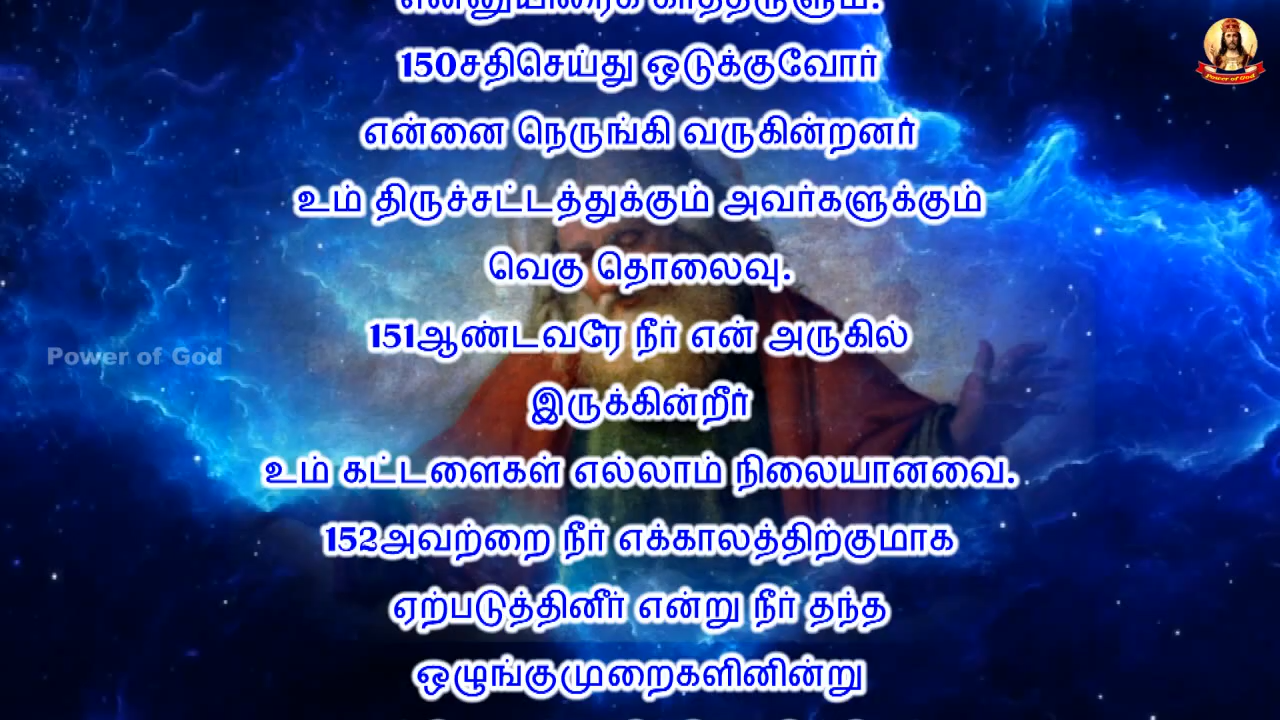 150சதிசெய்து ஒடுக்குவோர்
என்னை நெருங்கி வருகின்றனர்
உம் திருச்சட்டத்துக்கும் அவர்களுக்கும்
வெகு தொலைவு.
151ஆண்டவரே நீர் என் அருகில்
இருக்கின்றீர்
உம் கட்டளைகள் எல்லாம் நிலையானவை.
152அவற்றை நீர் எக்காலத்திற்குமாக
ஏற்படுத்தினீர் என்று நீர் தந்த
ஒழுங்குமுறைகளினின்று
Power of God
Power of God